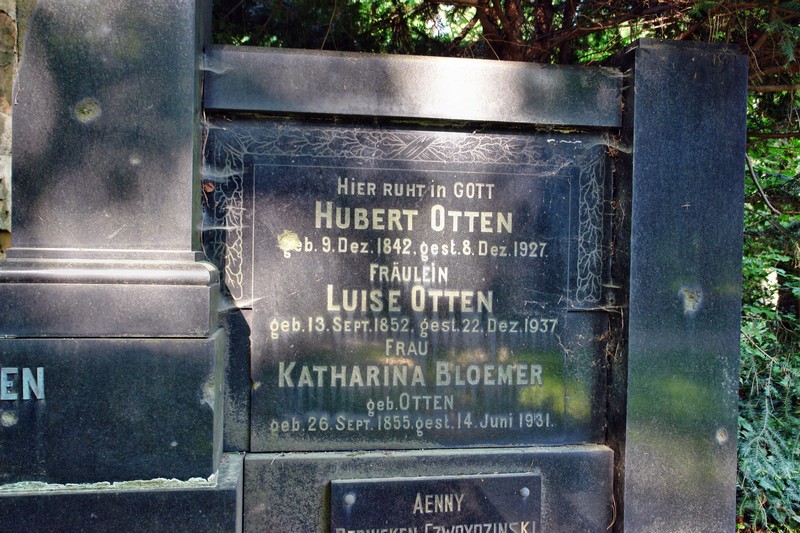 Hier ruht in GOTT
Hubert Otten
geb. 9. Dez. 1842, gest. 8. Dez. 1927.
Fräulein
Luise Otten
geb. 13. Sept. 1852, gest. 22. Dez. 1937
Frau
Katharina Bloemer
geb. Otten
geb. 26. Sept. 1855. gest. 14. Juni 1931.
EN
Aenny